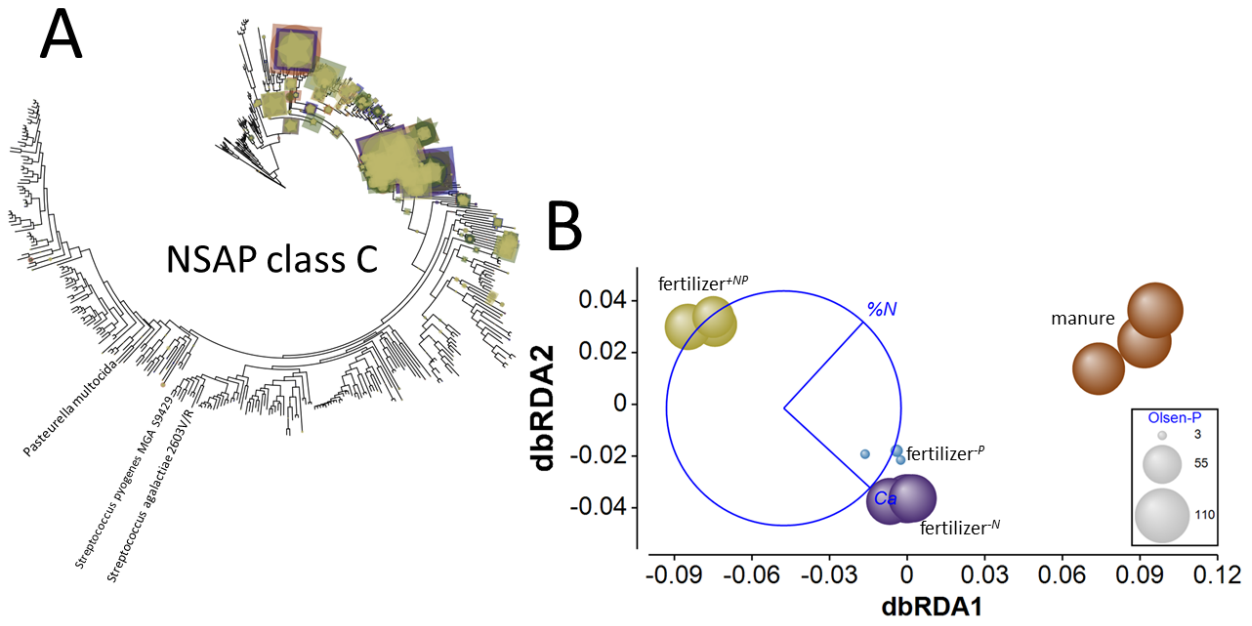 A
NSAP class C
Pasteurella multocida
Streptococcus pyogenes MGA S9429
Streptococcus agalactiae 2603V/R
B
fertilizer+NP
%N
manure
fertilizer-P
Ca
fertilizer-N
Olsen-P
3
55
110
dbRDA2
0.04
0.02
0
-0.02
-0.04
-0.09 -0.06 -0.03 0 0.03 0.06 0.09 0.12
dbRDA1